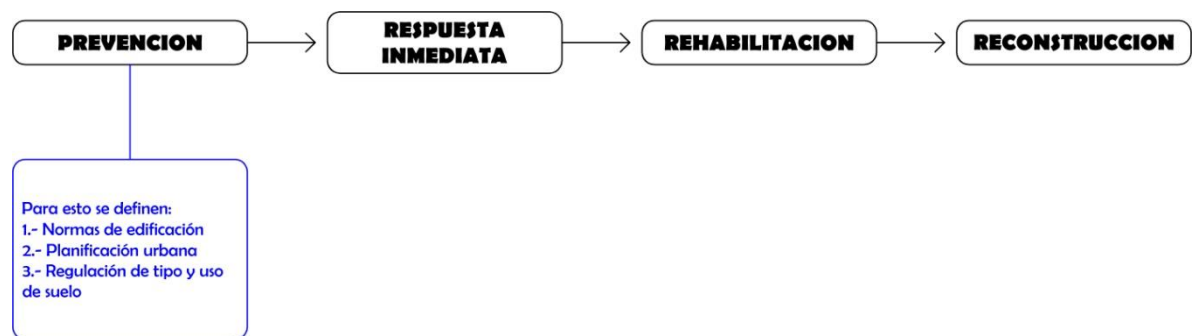 PREVENCION
RESPUESTA
INMEDIATA
REHABILITACION
RECONSTRUCCION
Para esto se definen:
1.- Normas de edificación
2.- Planificación urbana
3.- Regulación de tipo y uso
de suelo